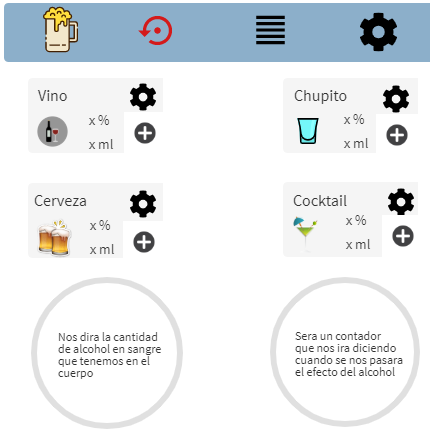 Vino
x %
x ml
Chupito
x %
x ml
Cerveza
x %
x ml
Cocktail
x %
x ml
Nos dira la cantidad
de alcohol en sangre
que tenemos en el
cuerpo
Sera un contador
que nos ira diciendo
cuando se nos pasara
el efecto del alcohol